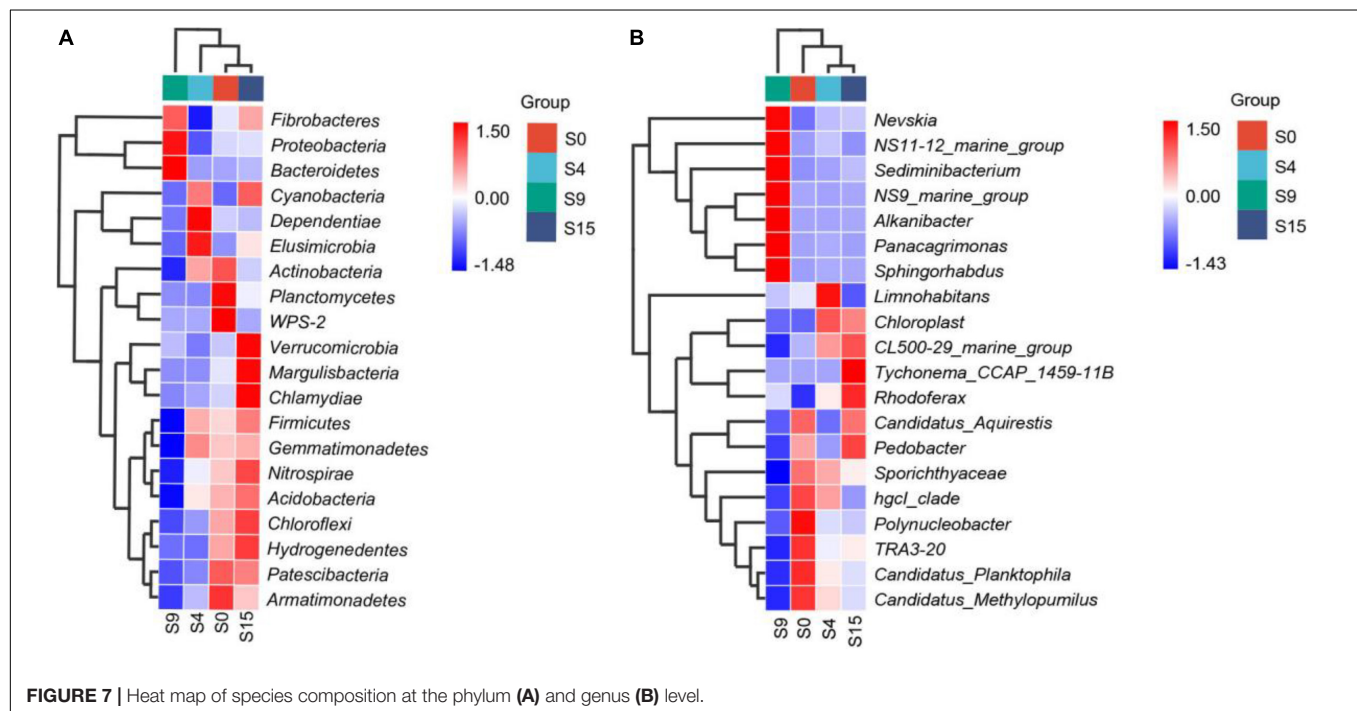 A
Fibrobacteres
Proteobacteria
Bacteroidetes
Cyanobacteria
Dependentiae
Elusimicrobia
Actinobacteria
Planctomycetes
WPS-2
Verrucomicrobia
Margulisbacteria
Chlamydiae
Firmicutes
Gemmatimonadetes
Nitrospirae
Acidobacteria
Chloroflexi
Hydrogenedentes
Patescibacteria
Armatimonadetes
S9 S4 S0 S15
1.50
0.00
-1.48
Group
S0
S4
S9
S15
B
Nevskia
NS11-12_marine_group
Sediminibacterium
NS9_marine_group
Alkanibacter
Panacagrimonas
Sphingorhabdus
Limnohabitans
Chloroplast
CL500-29_marine_group
Tychonema_CCAP_1459-11B
Rhodoferax
Candidatus_Aquirestis
Pedobacter
Sporichthyaceae
hgcI_clade
Polynucleobacter
TRA3-20
Candidatus_Planktophila
Candidatus_Methylopumilus
S9 S0 S4 S15
1.50
0.00
-1.43
Group
S0
S4
S9
S15
FIGURE 7 | Heat map of species composition at the phylum (A) and genus (B) level.